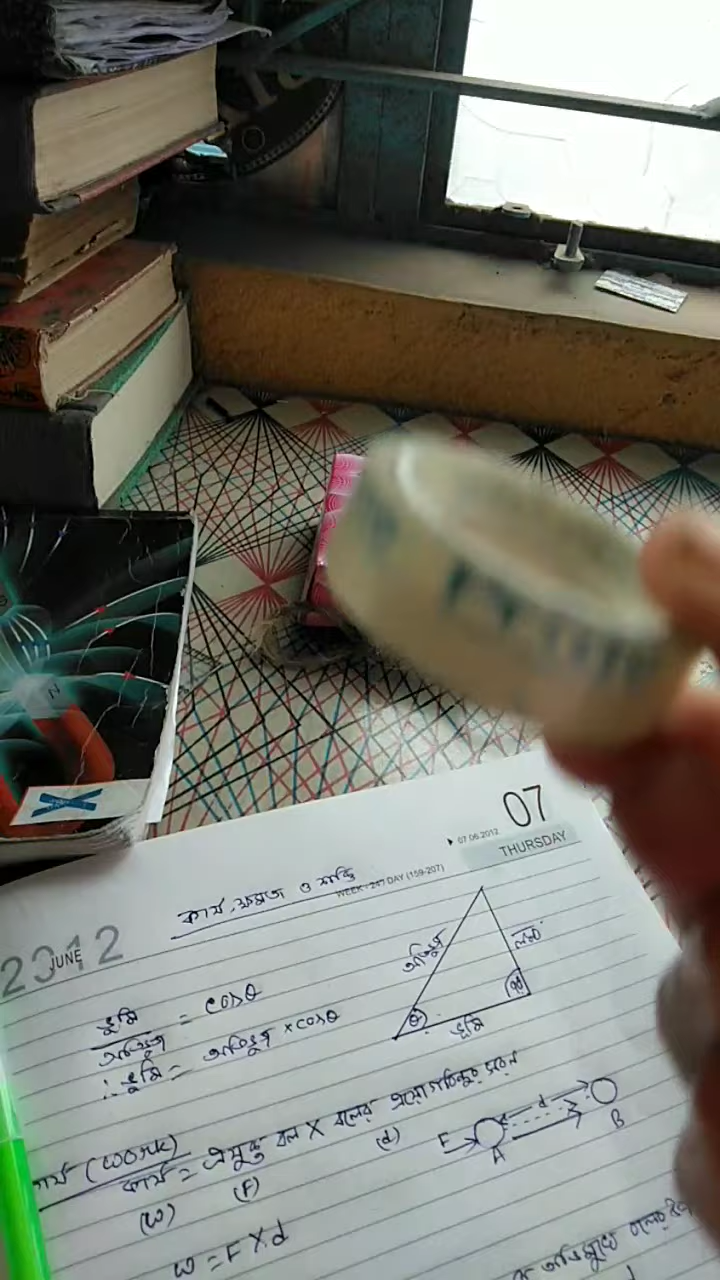 07
07.06.2012
THURSDAY
WEEK - 24 DAY (159-207)
কার্য, ক্ষমতা ও শক্তি
2012
JUNE
অতিভুজ
লম্ব
θ
90°
ভূমি
ভূমি
অতিভুজ
= cosθ
∴ ভূমি = অতিভুজ × cosθ
কার্য (work)
কার্য = প্রযুক্ত বল × বলের প্রয়োগবিন্দুর সরণ
(W) (F) (d)
F A d B
W = F × d
N